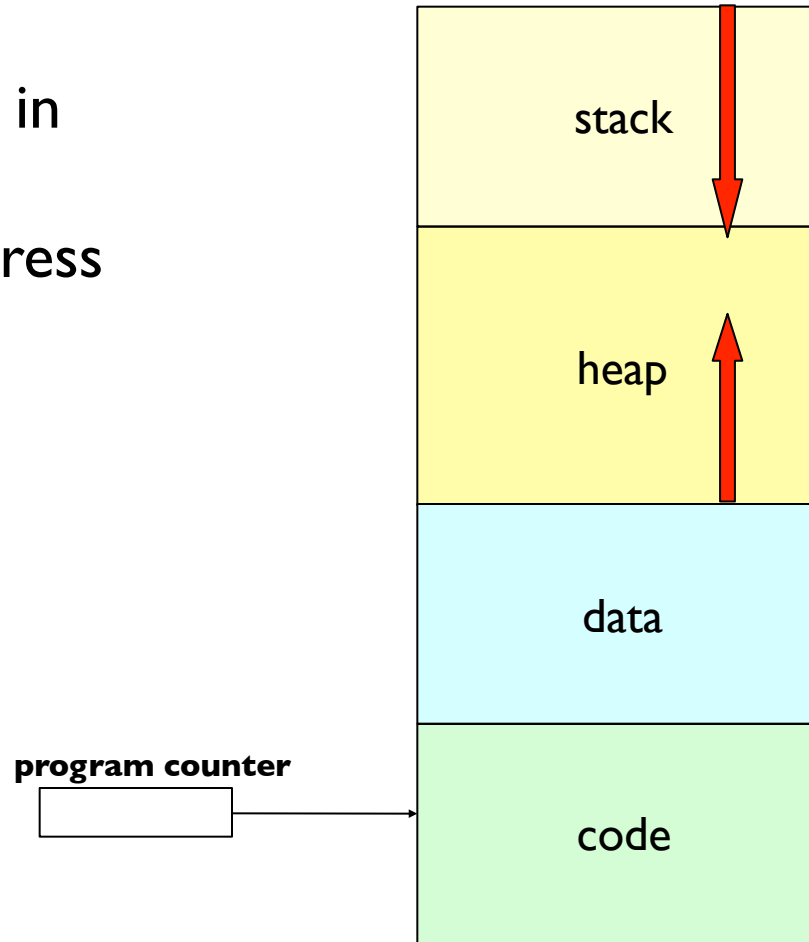 in
ress
stack
heap
data
program counter
code